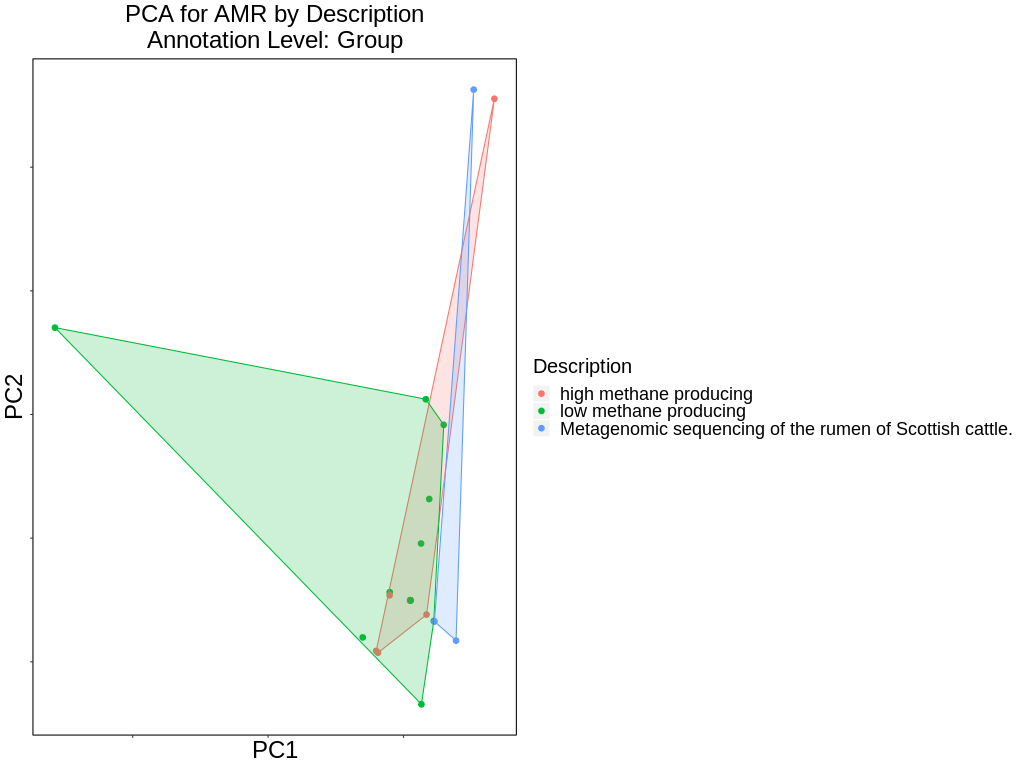 PCA for AMR by Description
Annotation Level: Group
PC2
Description
high methane producing
low methane producing
Metagenomic sequencing of the rumen of Scottish cattle.
PC1